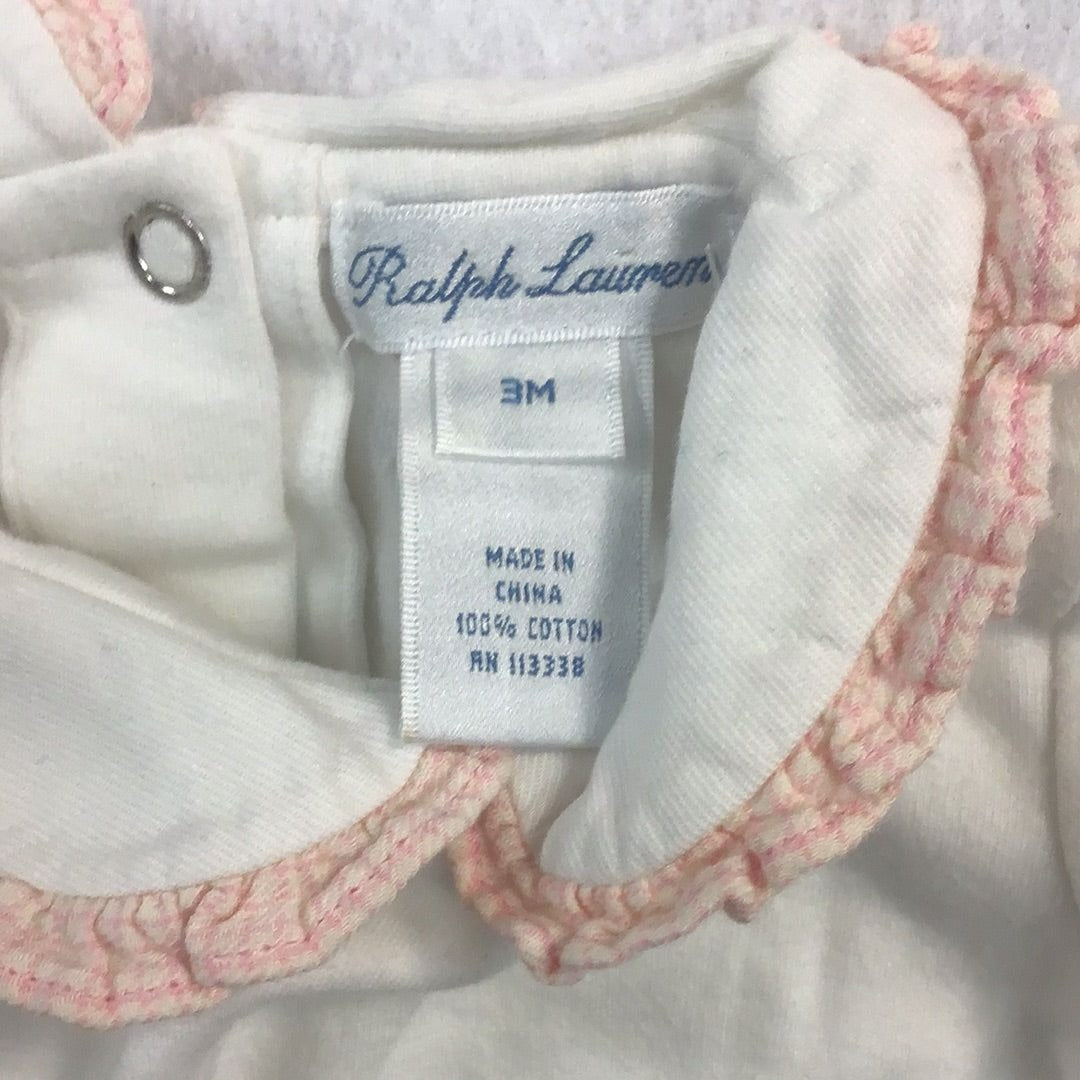 Ralph Lauren
3M
MADE IN
CHINA
100% COTTON
RN 113338